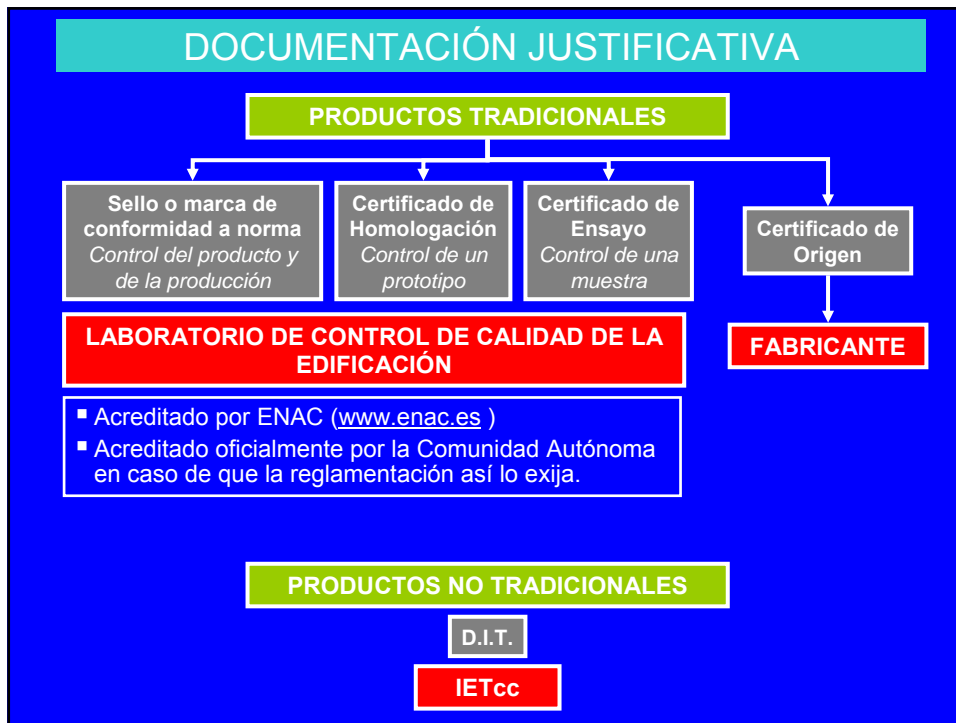 DOCUMENTACIÓN JUSTIFICATIVA
PRODUCTOS TRADICIONALES
Sello o marca de
conformidad a norma
Control del producto y
de la producción
Certificado de
Homologación
Control de un
prototipo
Certificado de
Ensayo
Control de una
muestra
Certificado de
Origen
LABORATORIO DE CONTROL DE CALIDAD DE LA
EDIFICACIÓN
FABRICANTE
▪ Acreditado por ENAC (www.enac.es )
▪ Acreditado oficialmente por la Comunidad Autónoma
en caso de que la reglamentación así lo exija.
PRODUCTOS NO TRADICIONALES
D.I.T.
IETcc